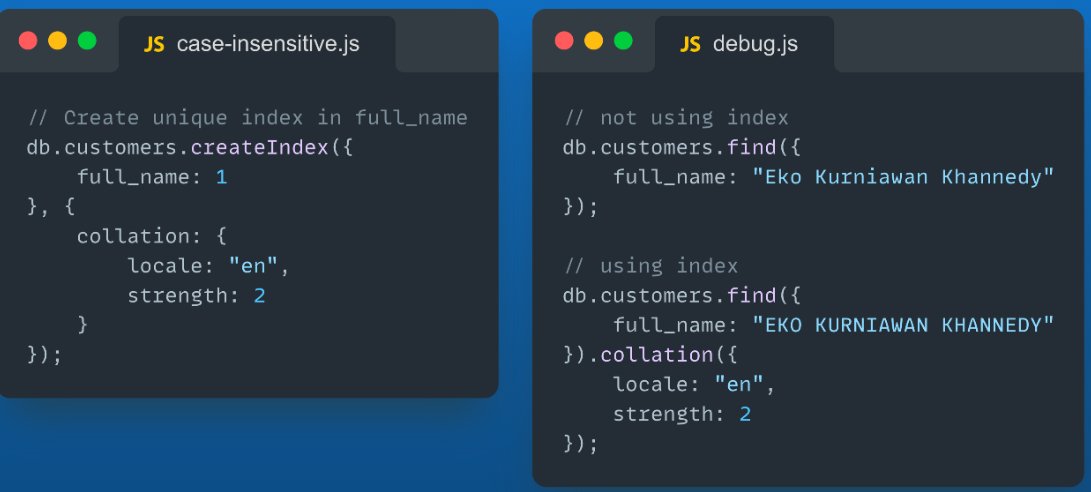 JS case-insensitive.js
// Create unique index in full_name
db.customers.createIndex({
    full_name: 1
}, {
    collation: {
        locale: "en",
        strength: 2
    }
});
JS debug.js
// not using index
db.customers.find({
    full_name: "Eko Kurniawan Khannedy"
});

// using index
db.customers.find({
    full_name: "EKO KURNIAWAN KHANNEDY"
}).collation({
    locale: "en",
    strength: 2
});